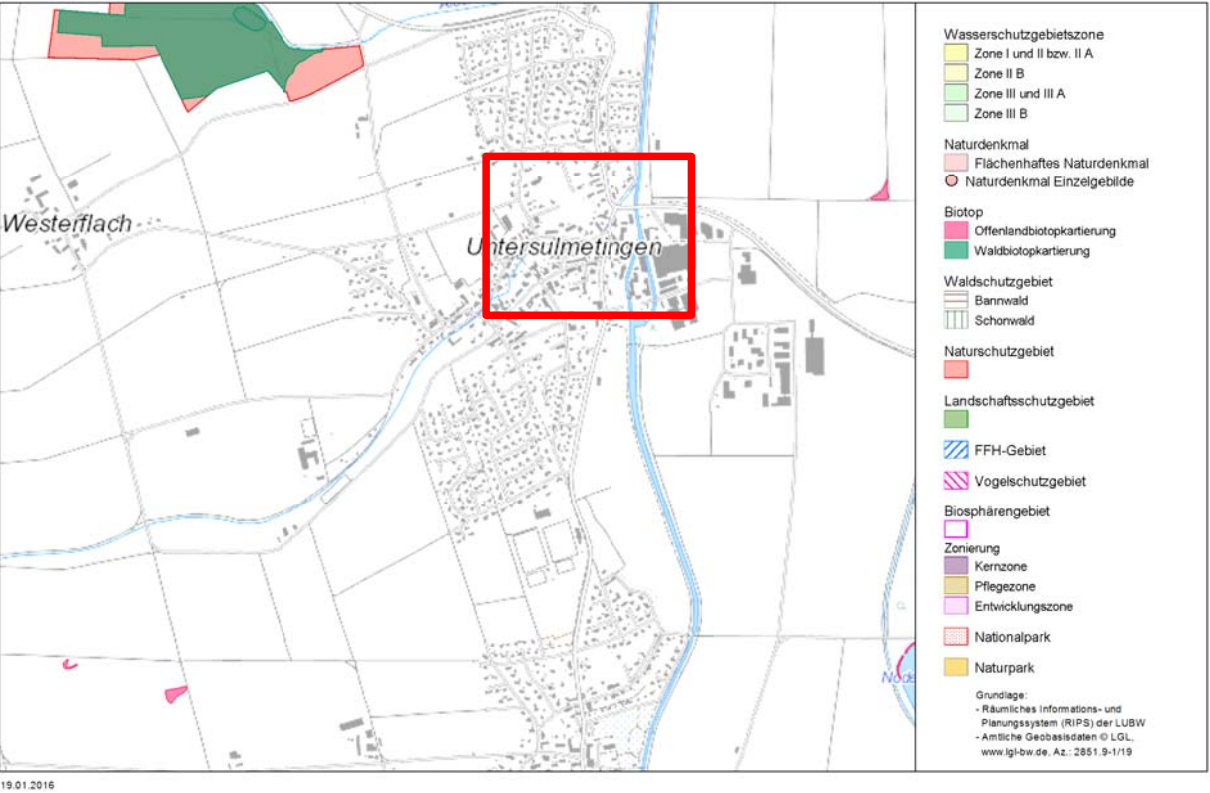 Westerflach
Untersulmetingen
Wasserschutzgebietszone
Zone I und II bzw. II A
Zone II B
Zone III und III A
Zone III B
Naturdenkmal
Flächenhaftes Naturdenkmal
Naturdenkmal Einzelgebilde
Biotop
Offenlandbiotopkartierung
Waldbiotopkartierung
Waldschutzgebiet
Bannwald
Schonwald
Naturschutzgebiet
Landschaftsschutzgebiet
FFH-Gebiet
Vogelschutzgebiet
Biosphärengebiet
Zonierung
Kernzone
Pflegezone
Entwicklungszone
Nationalpark
Naturpark
Grundlage:
- Räumliches Informations- und
Planungssystem (RIPS) der LUBW
- Amtliche Geobasisdaten © LGL,
www.lgl-bw.de, Az.: 2851.9-1/19
19.01.2016